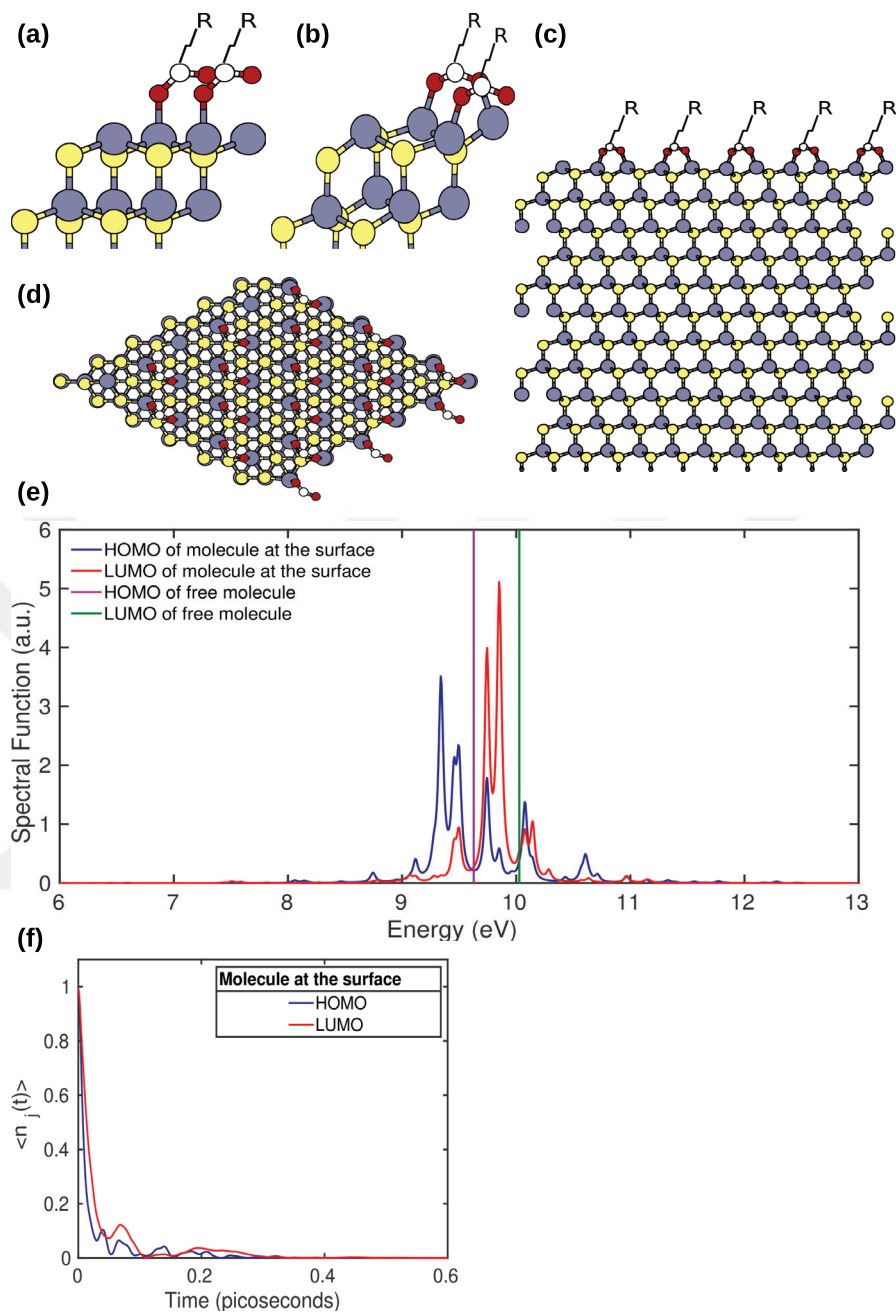 (a)
R R
(b)
R
R
(c)
R R R R R
(d)
(e)
6
5
4
3
2
1
0
Spectral Function (a.u.)
HOMO of molecule at the surface
LUMO of molecule at the surface
HOMO of free molecule
LUMO of free molecule
6 7 8 9 10 11 12 13
Energy (eV)
(f)
1
0.8
0.6
0.4
0.2
0
<n_j(t)>
Molecule at the surface
HOMO
LUMO
0 0.2 0.4 0.6
Time (picoseconds)